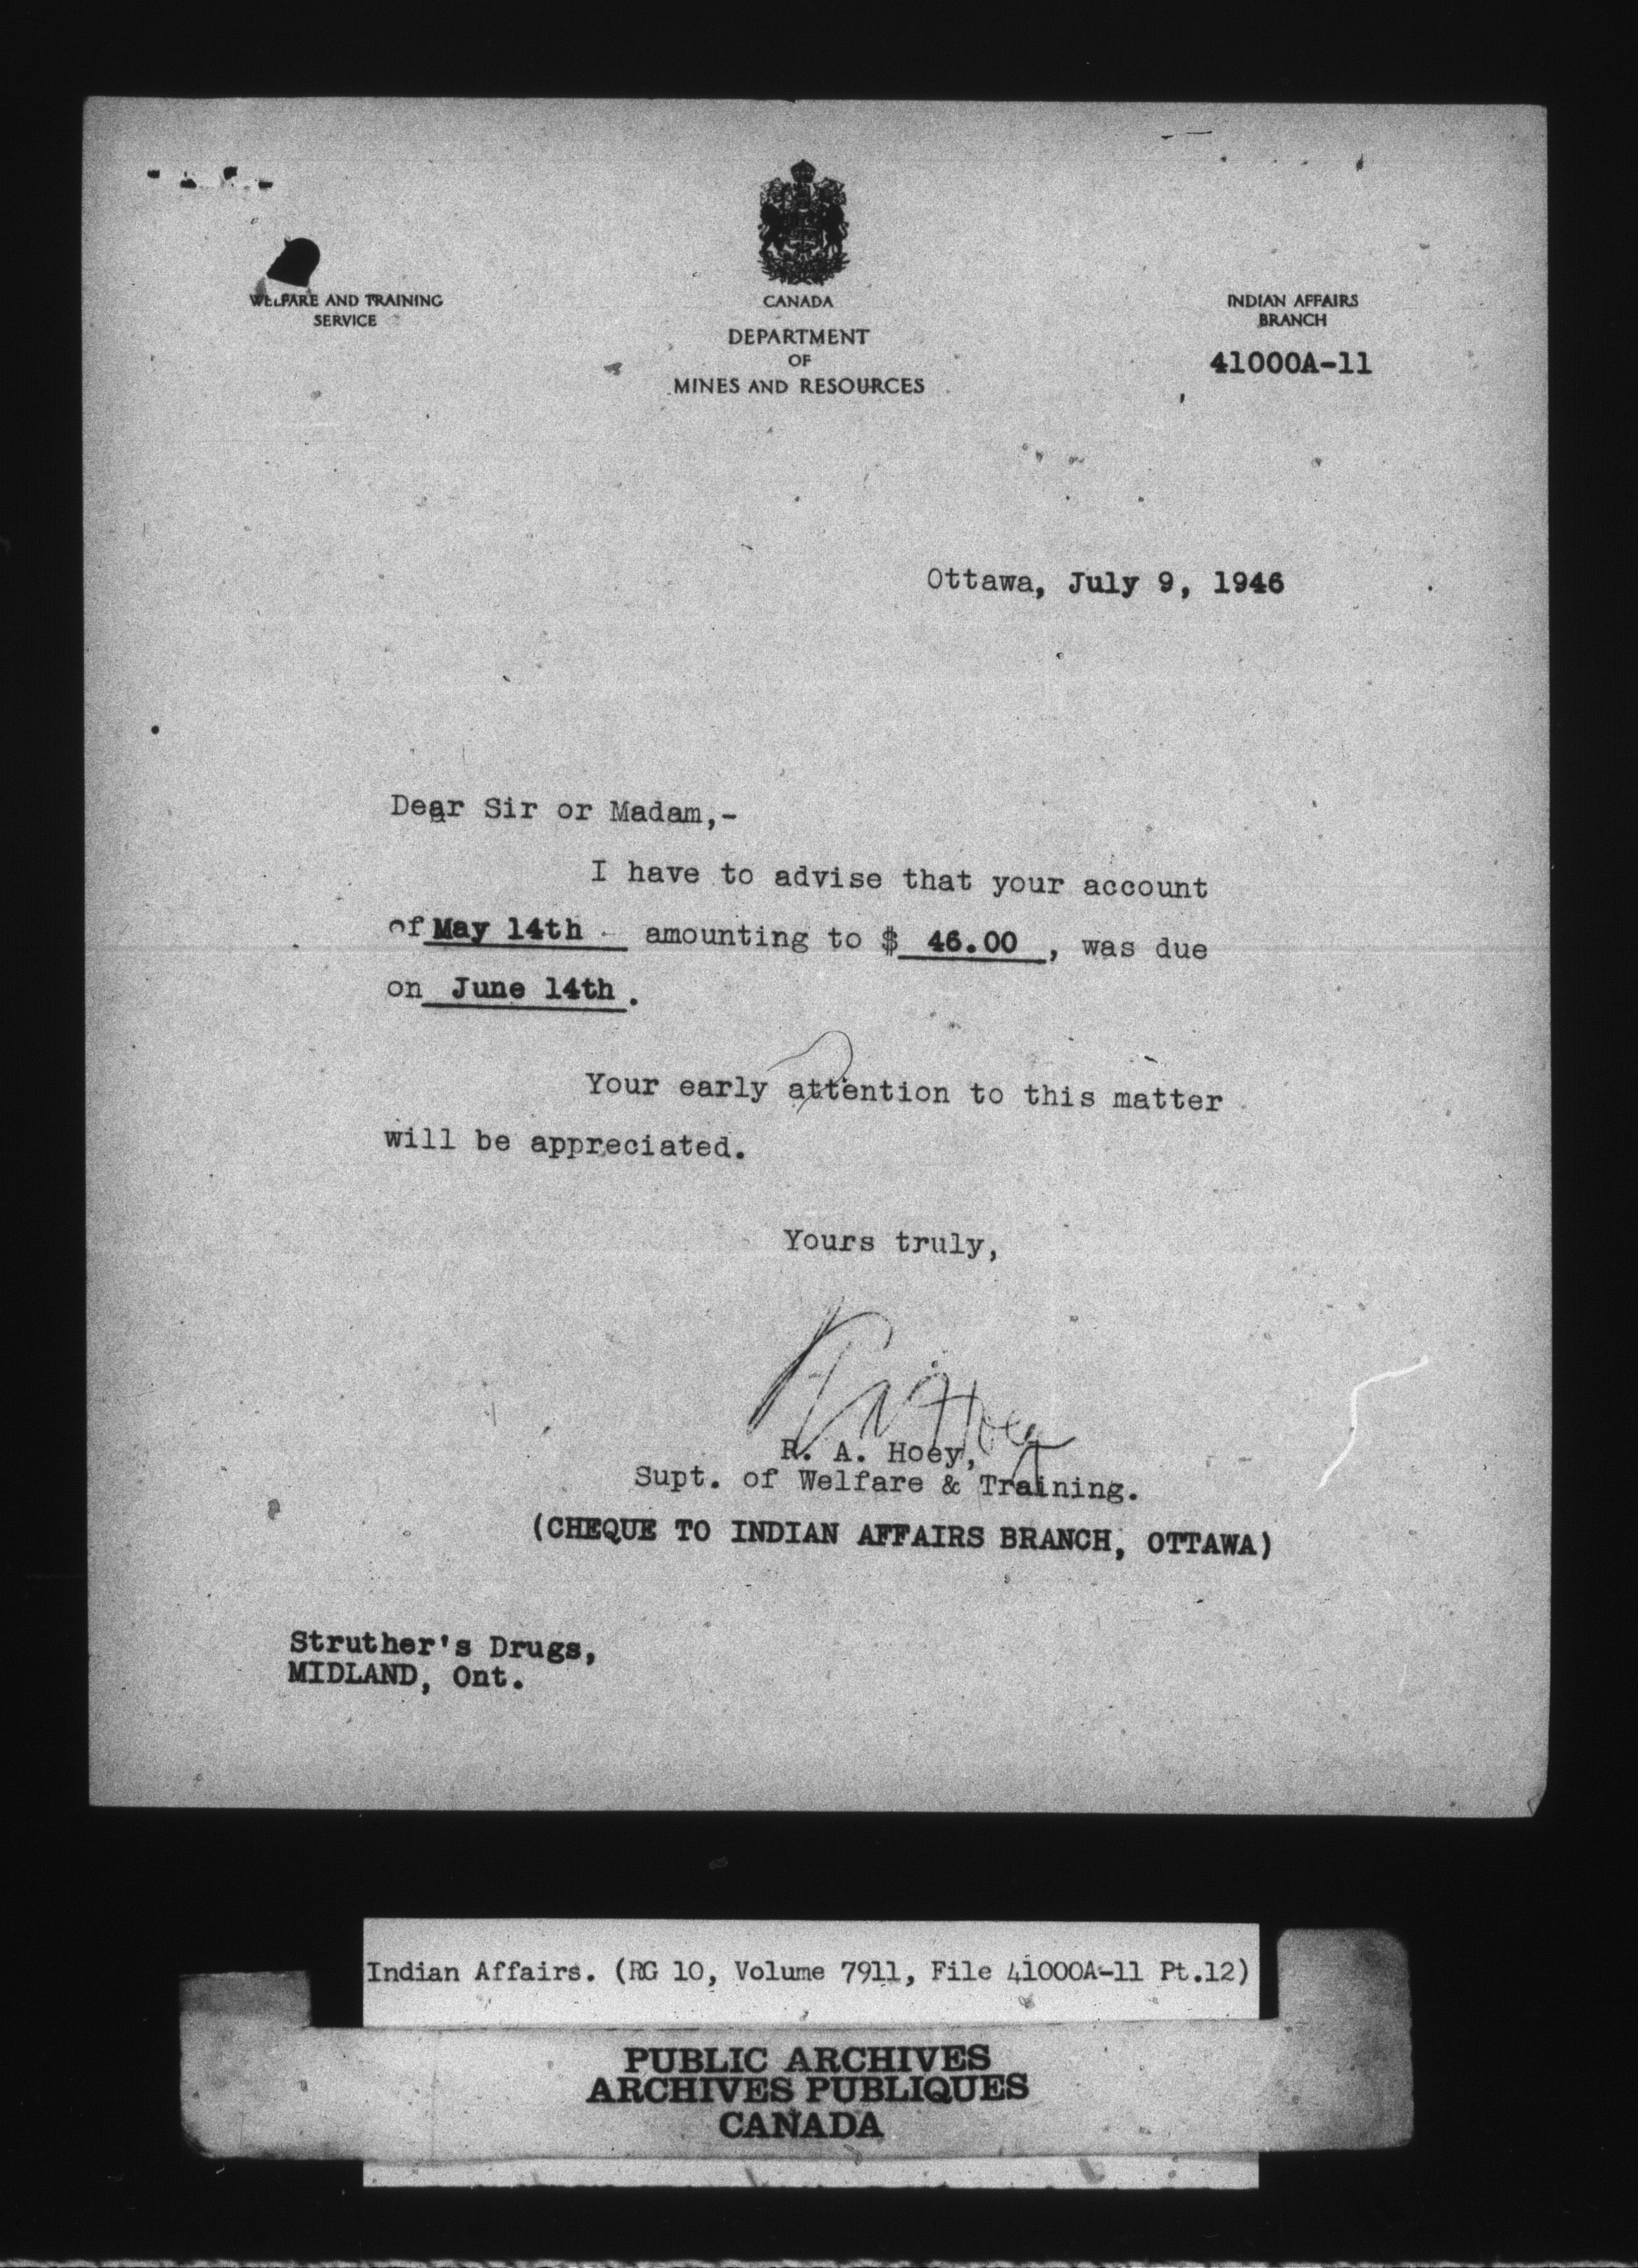 WELFARE AND TRAINING
SERVICE
CANADA
DEPARTMENT
OF
MINES AND RESOURCES
INDIAN AFFAIRS
BRANCH
41000A-11
Ottawa, July 9, 1946
Dear Sir or Madam,-
I have to advise that your account
of May 14th amounting to $ 46.00 , was due
on June 14th.
Your early attention to this matter
will be appreciated.
Yours truly,
R A Hoey
R. A. Hoey,
Supt. of Welfare & Training.
(CHEQUE TO INDIAN AFFAIRS BRANCH, OTTAWA)
Struther's Drugs,
MIDLAND, Ont.
Indian Affairs. (RG 10, Volume 7911, File 41000A-11 Pt.12)
PUBLIC ARCHIVES
ARCHIVES PUBLIQUES
CANADA